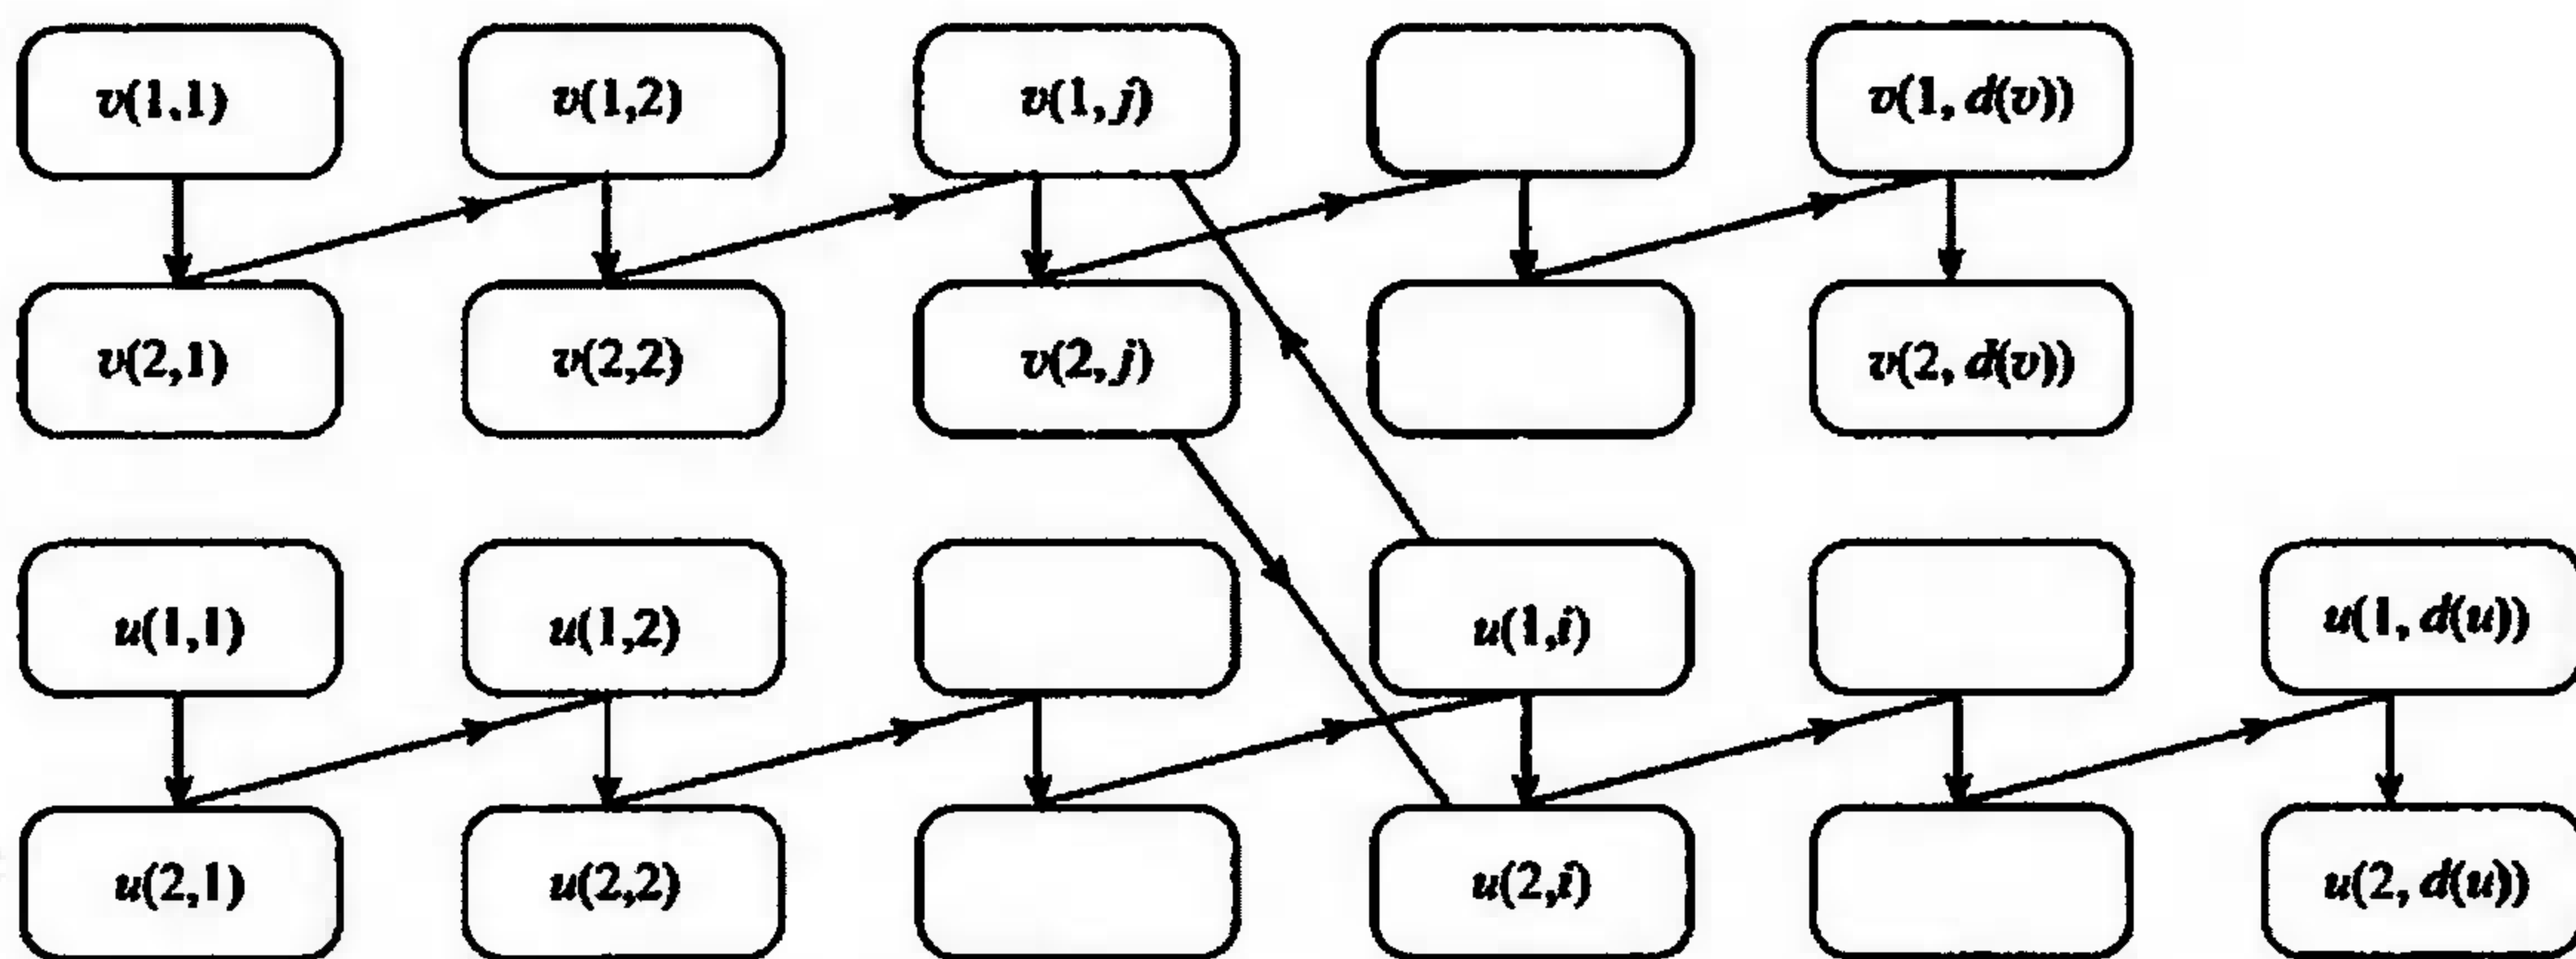 v(1,1) v(1,2) v(1, j) v(1, d(v))
v(2,1) v(2,2) v(2, j) v(2, d(v))
u(1,1) u(1,2) u(1,i) u(1, d(u))
u(2,1) u(2,2) u(2,i) u(2, d(u))